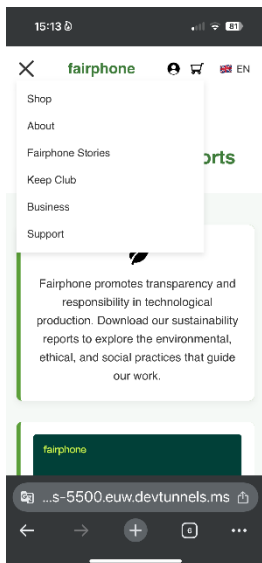 15:13
81
fairphone
EN
Shop
About
Fairphone Stories
Keep Club
Business
Support
orts
Fairphone promotes transparency and
responsibility in technological
production. Download our sustainability
reports to explore the environmental,
ethical, and social practices that guide
our work.
fairphone
...s-5500.euw.devtunnels.ms
6